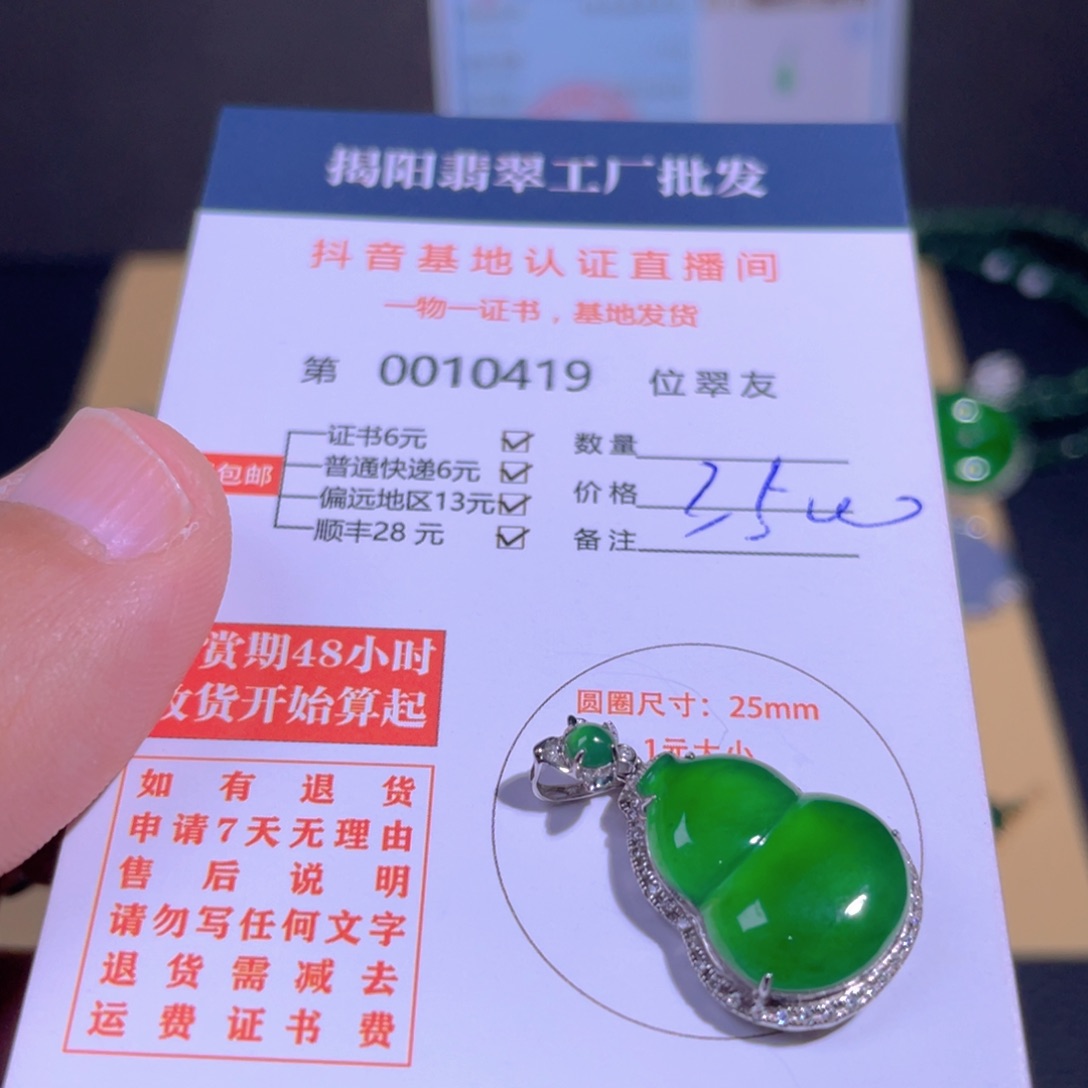 揭阳翡翠工厂批发
抖音基地认证直播间
一物一证书，基地发货
第 0010419 位翠友
包邮
证书6元
普通快递6元
偏远地区13元
顺丰28元
数量
价格
备注
赏期48小时
收货开始算起
如有退货
申请7天无理由
售后说明
请勿写任何文字
退货需减去
运费证书费
圆圈尺寸：25mm
1元大小